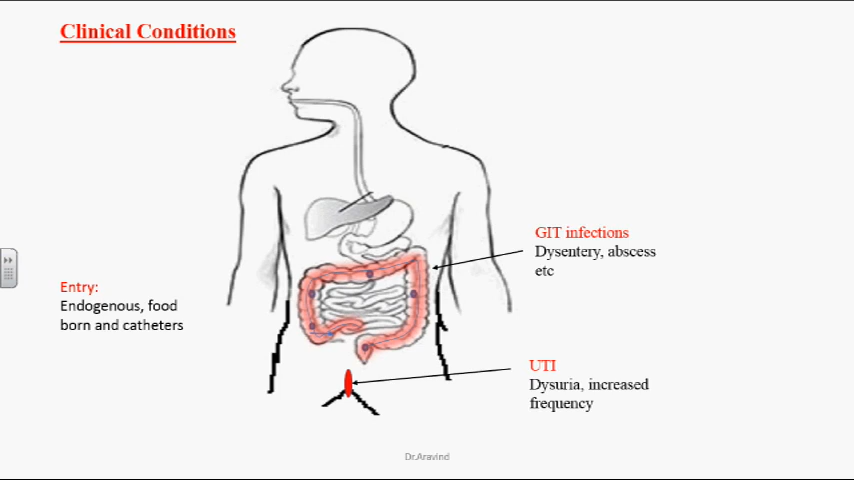 Clinical Conditions
GIT infections
Dysentery, abscess
etc
Entry:
Endogenous, food
born and catheters
UTI
Dysuria, increased
frequency
Dr.Aravind